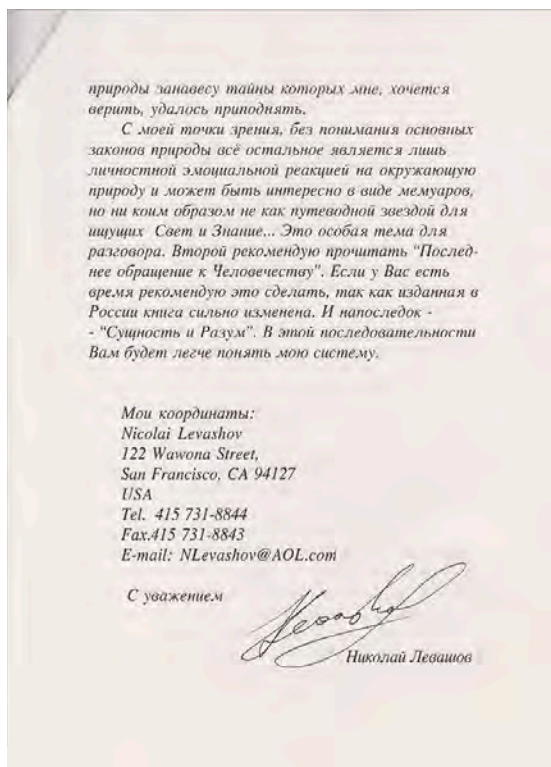 природы занавесу тайны которых мне, хочется
верить, удалось приподнять.
С моей точки зрения, без понимания основных
законов природы всё остальное является лишь
личностной эмоциальной реакцией на окружающую
природу и может быть интересно в виде мемуаров,
но ни коим образом не как путеводной звездой для
ищущих Свет и Знание... Это особая тема для
разговора. Второй рекомендую прочитать "Послед-
нее обращение к Человечеству". Если у Вас есть
время рекомендую это сделать, так как изданная в
России книга сильно изменена. И напоследок -
- "Сущность и Разум". В этой последовательности
Вам будет легче понять мою систему.
Мои координаты:
Nicolai Levashov
122 Wawona Street,
San Francisco, CA 94127
USA
Tel. 415 731-8844
Fax.415 731-8843
E-mail: NLevashov@AOL.com
С уважением
Николай Левашов